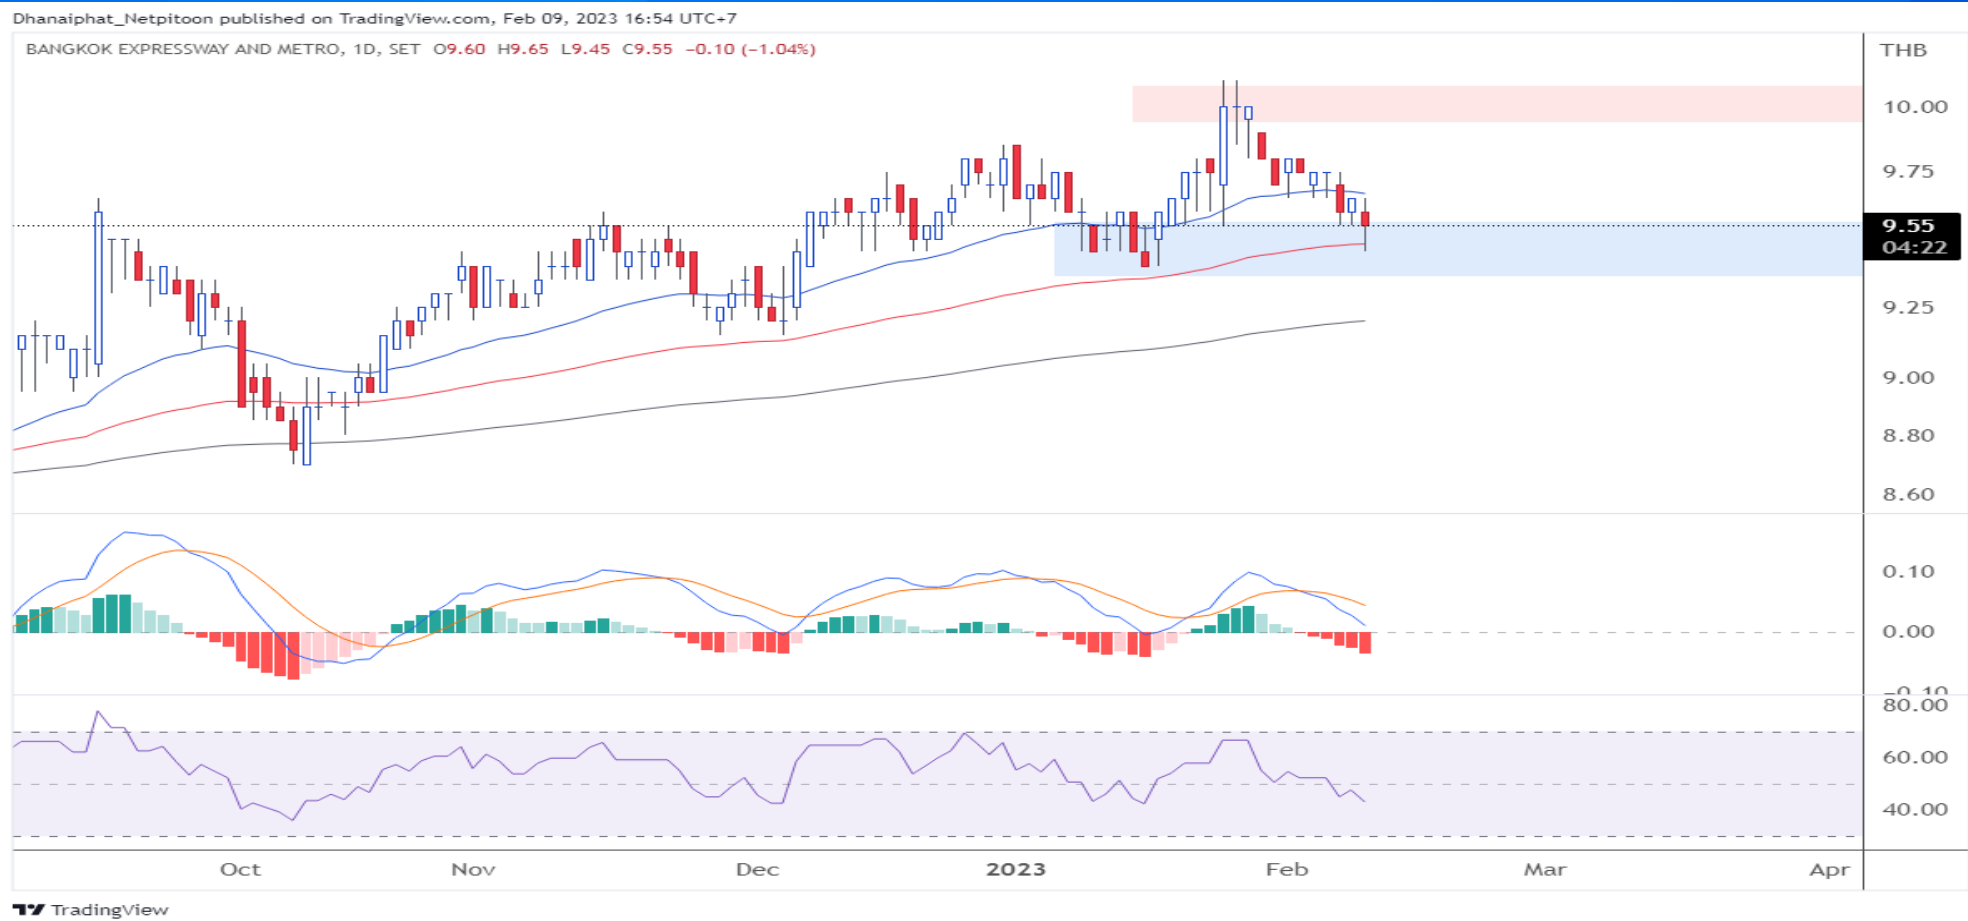 Dhanaiphat_Netpitoon published on TradingView.com, Feb 09, 2023 16:54 UTC+7
BANGKOK EXPRESSWAY AND METRO, 1D, SET O9.60 H9.65 L9.45 C9.55 −0.10 (−1.04%)
THB
10.00
9.75
9.55
04:22
9.25
9.00
8.80
8.60
0.10
0.00
−0.10
80.00
60.00
40.00
Oct Nov Dec 2023 Feb Mar Apr
TradingView